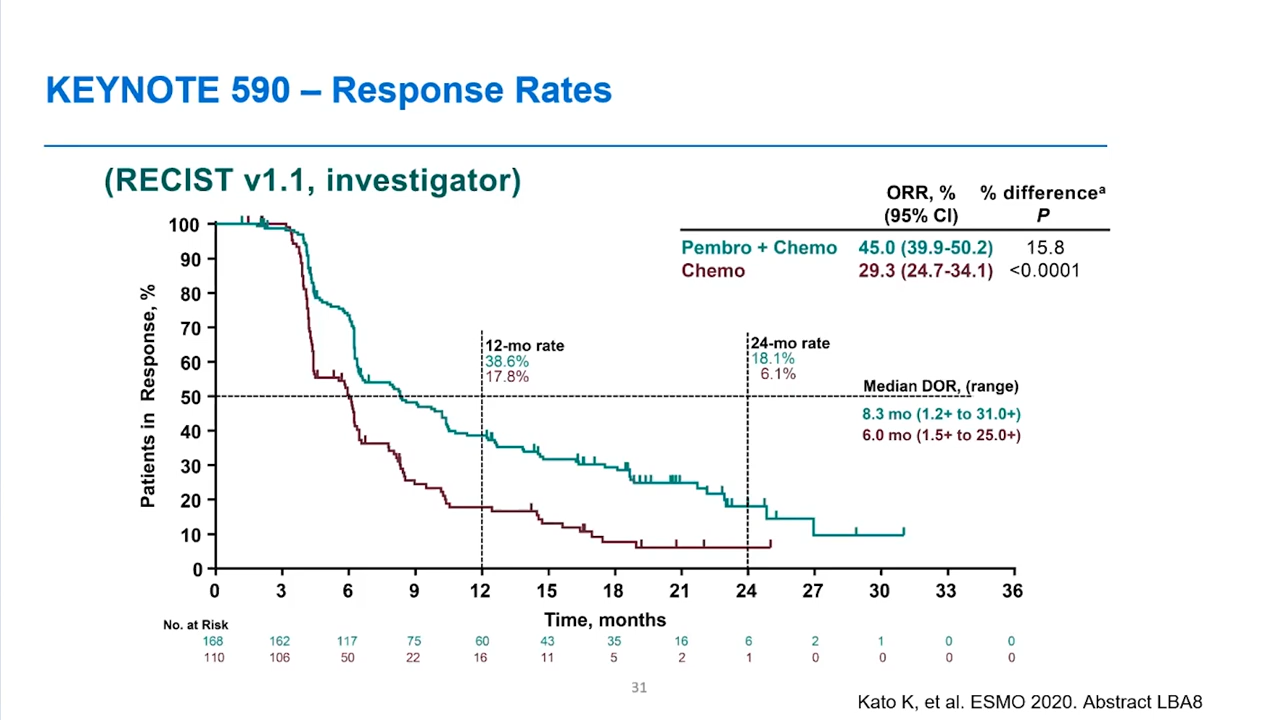 KEYNOTE 590 – Response Rates
(RECIST v1.1, investigator)
ORR, % % differenceᵃ
(95% CI) P
Pembro + Chemo 45.0 (39.9-50.2) 15.8
Chemo 29.3 (24.7-34.1) <0.0001
Patients in Response, %
100
90
80
70
60
50
40
30
20
10
0
12-mo rate
38.6%
17.8%
24-mo rate
18.1%
6.1%
Median DOR, (range)
8.3 mo (1.2+ to 31.0+)
6.0 mo (1.5+ to 25.0+)
0 3 6 9 12 15 18 21 24 27 30 33 36
Time, months
No. at Risk
168 162 117 75 60 43 35 16 6 2 1 0 0
110 106 50 22 16 11 5 2 1 0 0 0 0
31
Kato K, et al. ESMO 2020. Abstract LBA8